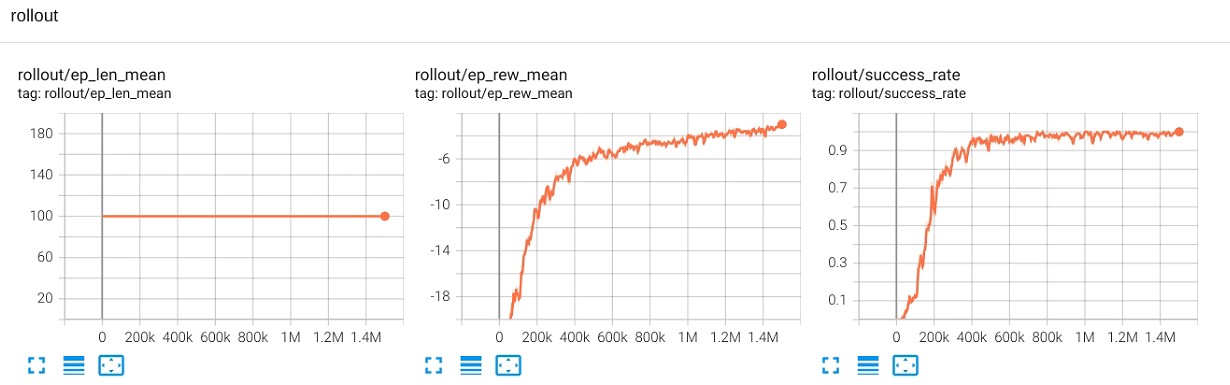 rollout
rollout/ep_len_mean
tag: rollout/ep_len_mean
180
140
100
60
20
0 200k 400k 600k 800k 1M 1.2M 1.4M
rollout/ep_rew_mean
tag: rollout/ep_rew_mean
-6
-10
-14
-18
0 200k 400k 600k 800k 1M 1.2M 1.4M
rollout/success_rate
tag: rollout/success_rate
0.9
0.7
0.5
0.3
0.1
0 200k 400k 600k 800k 1M 1.2M 1.4M